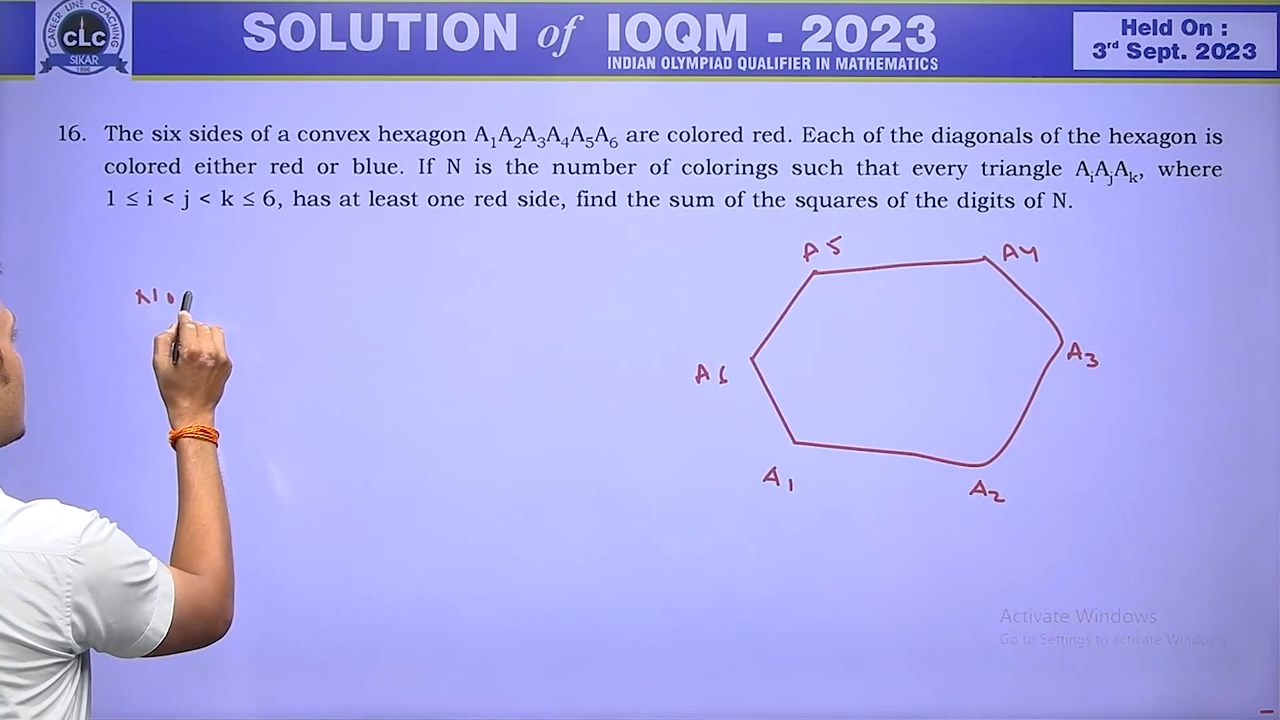 CAREER LINE COACHING
CLC
SIKAR
1996
SOLUTION of IOQM - 2023
INDIAN OLYMPIAD QUALIFIER IN MATHEMATICS
Held On :
3rd Sept. 2023
16. The six sides of a convex hexagon A₁A₂A₃A₄A₅A₆ are colored red. Each of the diagonals of the hexagon is
colored either red or blue. If N is the number of colorings such that every triangle AᵢAⱼAₖ, where
1 ≤ i < j < k ≤ 6, has at least one red side, find the sum of the squares of the digits of N.
A5
A4
A3
A6
A1
A2
No
Activate Windows
Go to Settings to activate Windows.